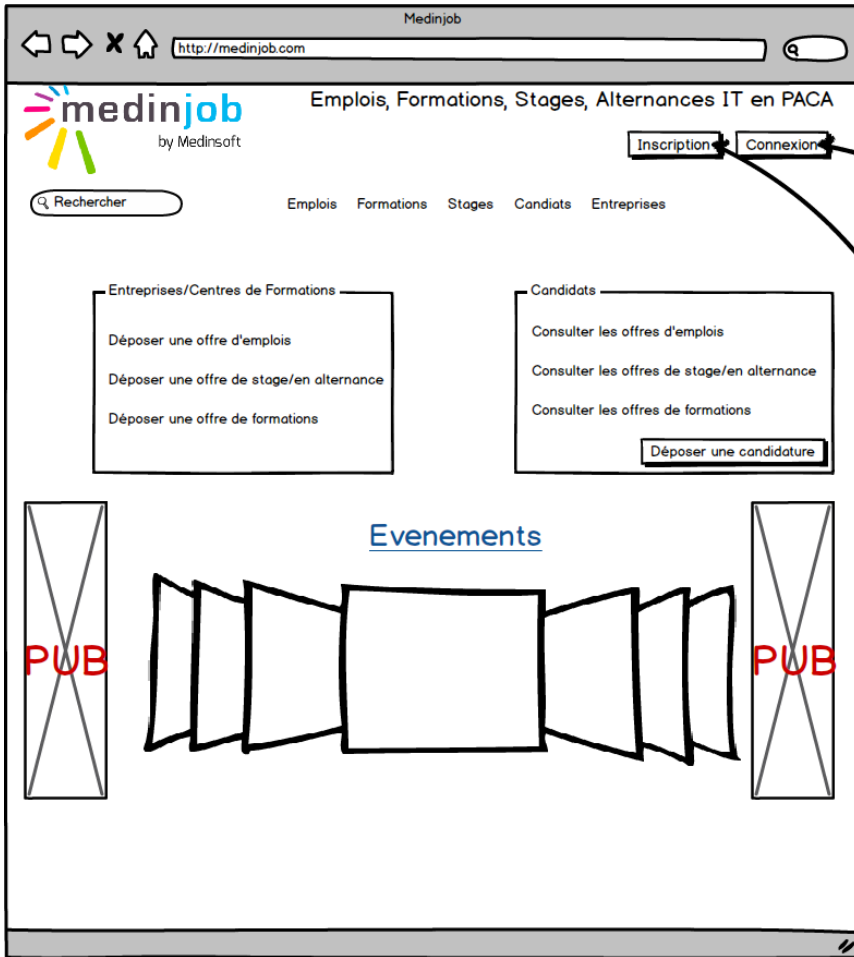 Medinjob
http://medinjob.com
medinjob
by Medinsoft
Emplois, Formations, Stages, Alternances IT en PACA
Inscription
Connexion
Rechercher
Emplois Formations Stages Candiats Entreprises
Entreprises/Centres de Formations
Déposer une offre d'emplois
Déposer une offre de stage/en alternance
Déposer une offre de formations
Candidats
Consulter les offres d'emplois
Consulter les offres de stage/en alternance
Consulter les offres de formations
Déposer une candidature
Evenements
PUB
PUB